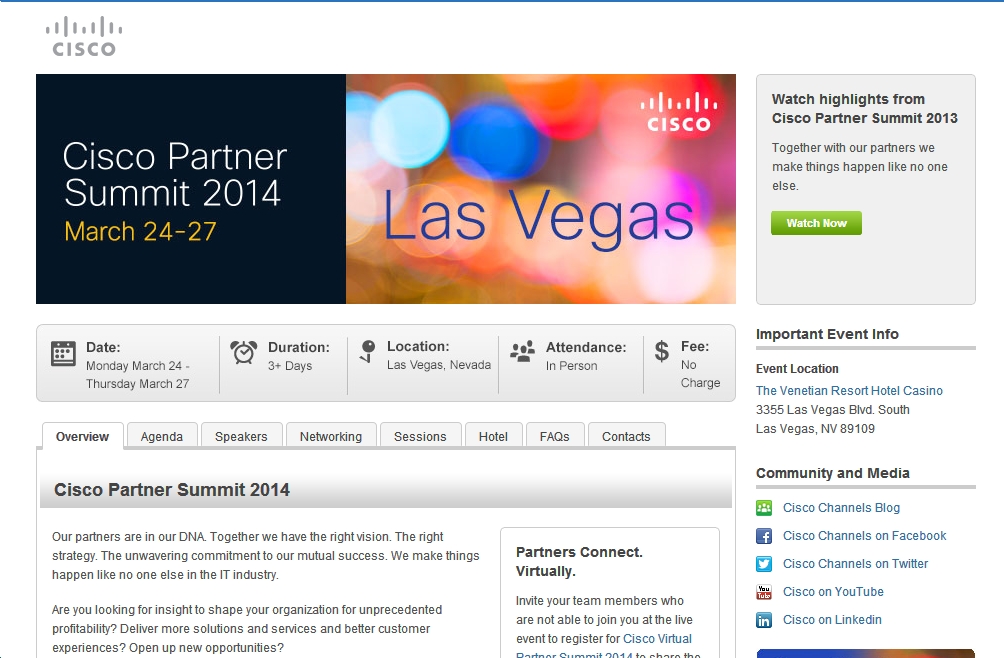 CISCO
Cisco Partner
Summit 2014
March 24-27
CISCO
Las Vegas
Watch highlights from
Cisco Partner Summit 2013
Together with our partners we
make things happen like no one
else.
Watch Now
Date:
Monday March 24 -
Thursday March 27
Duration:
3+ Days
Location:
Las Vegas, Nevada
Attendance:
In Person
$
Fee:
No
Charge
Important Event Info
Event Location
The Venetian Resort Hotel Casino
3355 Las Vegas Blvd. South
Las Vegas, NV 89109
Overview
Agenda
Speakers
Networking
Sessions
Hotel
FAQs
Contacts
Cisco Partner Summit 2014
Our partners are in our DNA. Together we have the right vision. The right
strategy. The unwavering commitment to our mutual success. We make things
happen like no one else in the IT industry.
Are you looking for insight to shape your organization for unprecedented
profitability? Deliver more solutions and services and better customer
experiences? Open up new opportunities?
Partners Connect.
Virtually.
Invite your team members who
are not able to join you at the live
event to register for Cisco Virtual
Partner Summit 2014 to share the
Community and Media
Cisco Channels Blog
f
Cisco Channels on Facebook
Cisco Channels on Twitter
You
Tube
Cisco on YouTube
in
Cisco on Linkedin